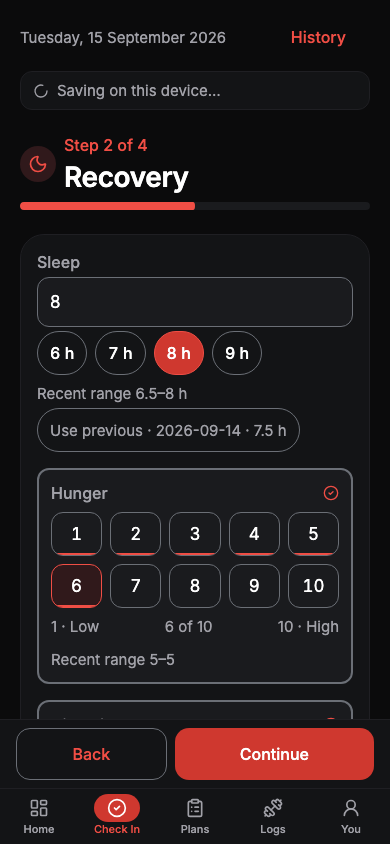 Tuesday, 15 September 2026
History
Saving on this device...
Step 2 of 4
Recovery
Sleep
8
6 h 7 h 8 h 9 h
Recent range 6.5–8 h
Use previous · 2026-09-14 · 7.5 h
Hunger
1 2 3 4 5
6 7 8 9 10
1 · Low 6 of 10 10 · High
Recent range 5–5
Back Continue
Home Check In Plans Logs You